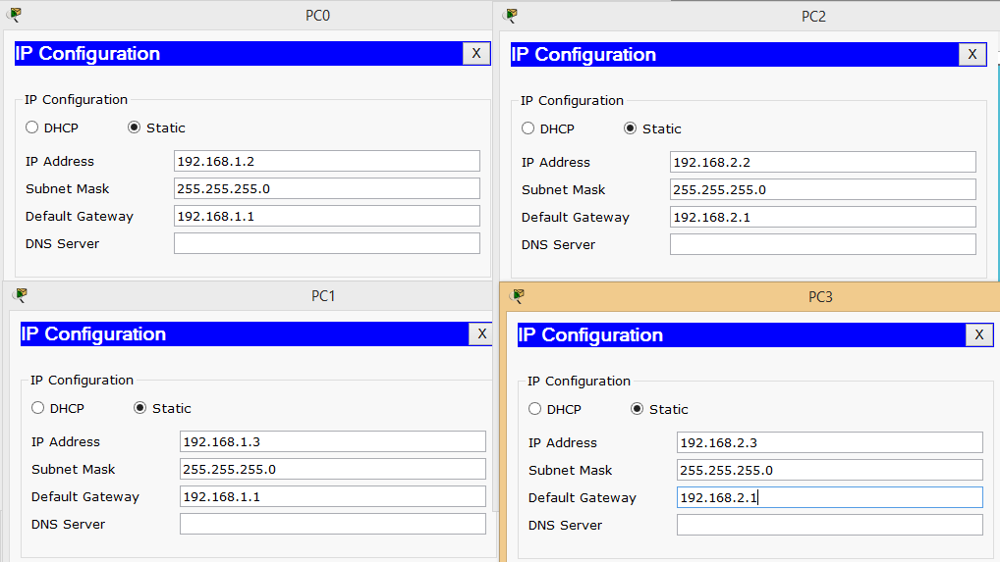 PC0
IP Configuration X
IP Configuration
DHCP Static
IP Address 192.168.1.2
Subnet Mask 255.255.255.0
Default Gateway 192.168.1.1
DNS Server
PC2
IP Configuration X
IP Configuration
DHCP Static
IP Address 192.168.2.2
Subnet Mask 255.255.255.0
Default Gateway 192.168.2.1
DNS Server
PC1
IP Configuration X
IP Configuration
DHCP Static
IP Address 192.168.1.3
Subnet Mask 255.255.255.0
Default Gateway 192.168.1.1
DNS Server
PC3
IP Configuration X
IP Configuration
DHCP Static
IP Address 192.168.2.3
Subnet Mask 255.255.255.0
Default Gateway 192.168.2.1
DNS Server